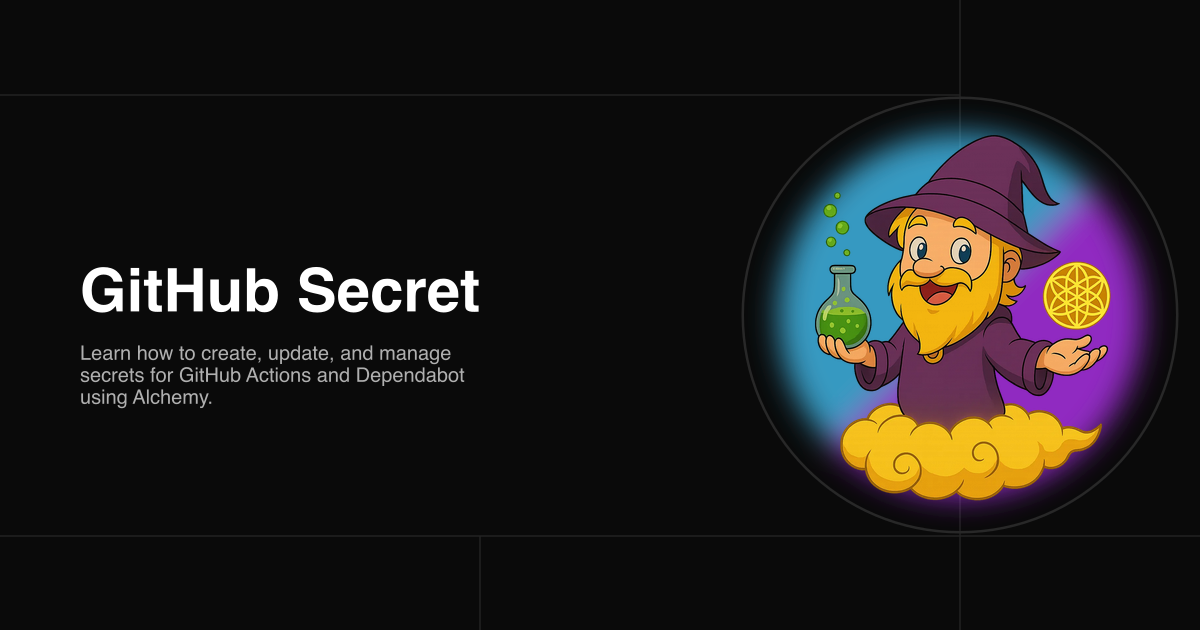 GitHub Secret
Learn how to create, update, and manage
secrets for GitHub Actions and Dependabot
using Alchemy.